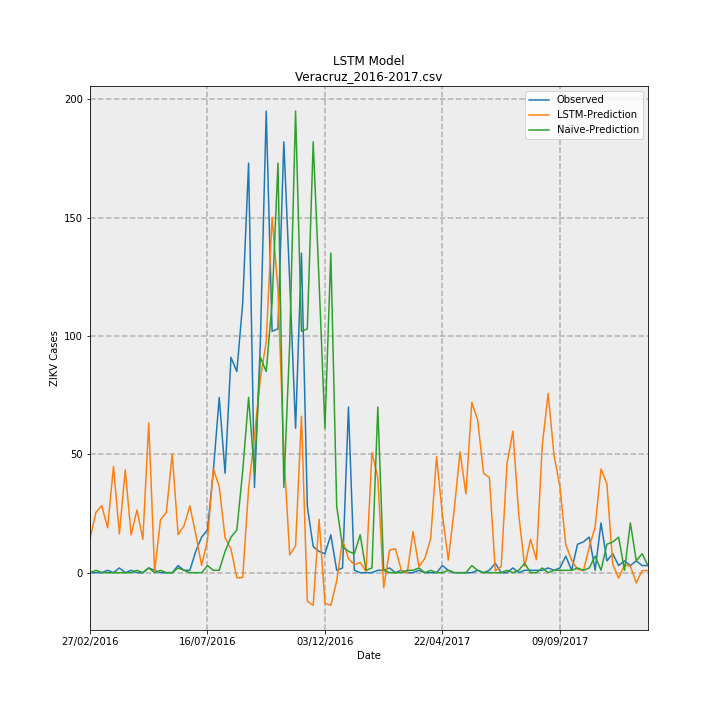 LSTM Model
Veracruz_2016-2017.csv
Observed
LSTM-Prediction
Naive-Prediction
200
150
100
50
0
ZIKV Cases
27/02/2016
16/07/2016
03/12/2016
22/04/2017
09/09/2017
Date